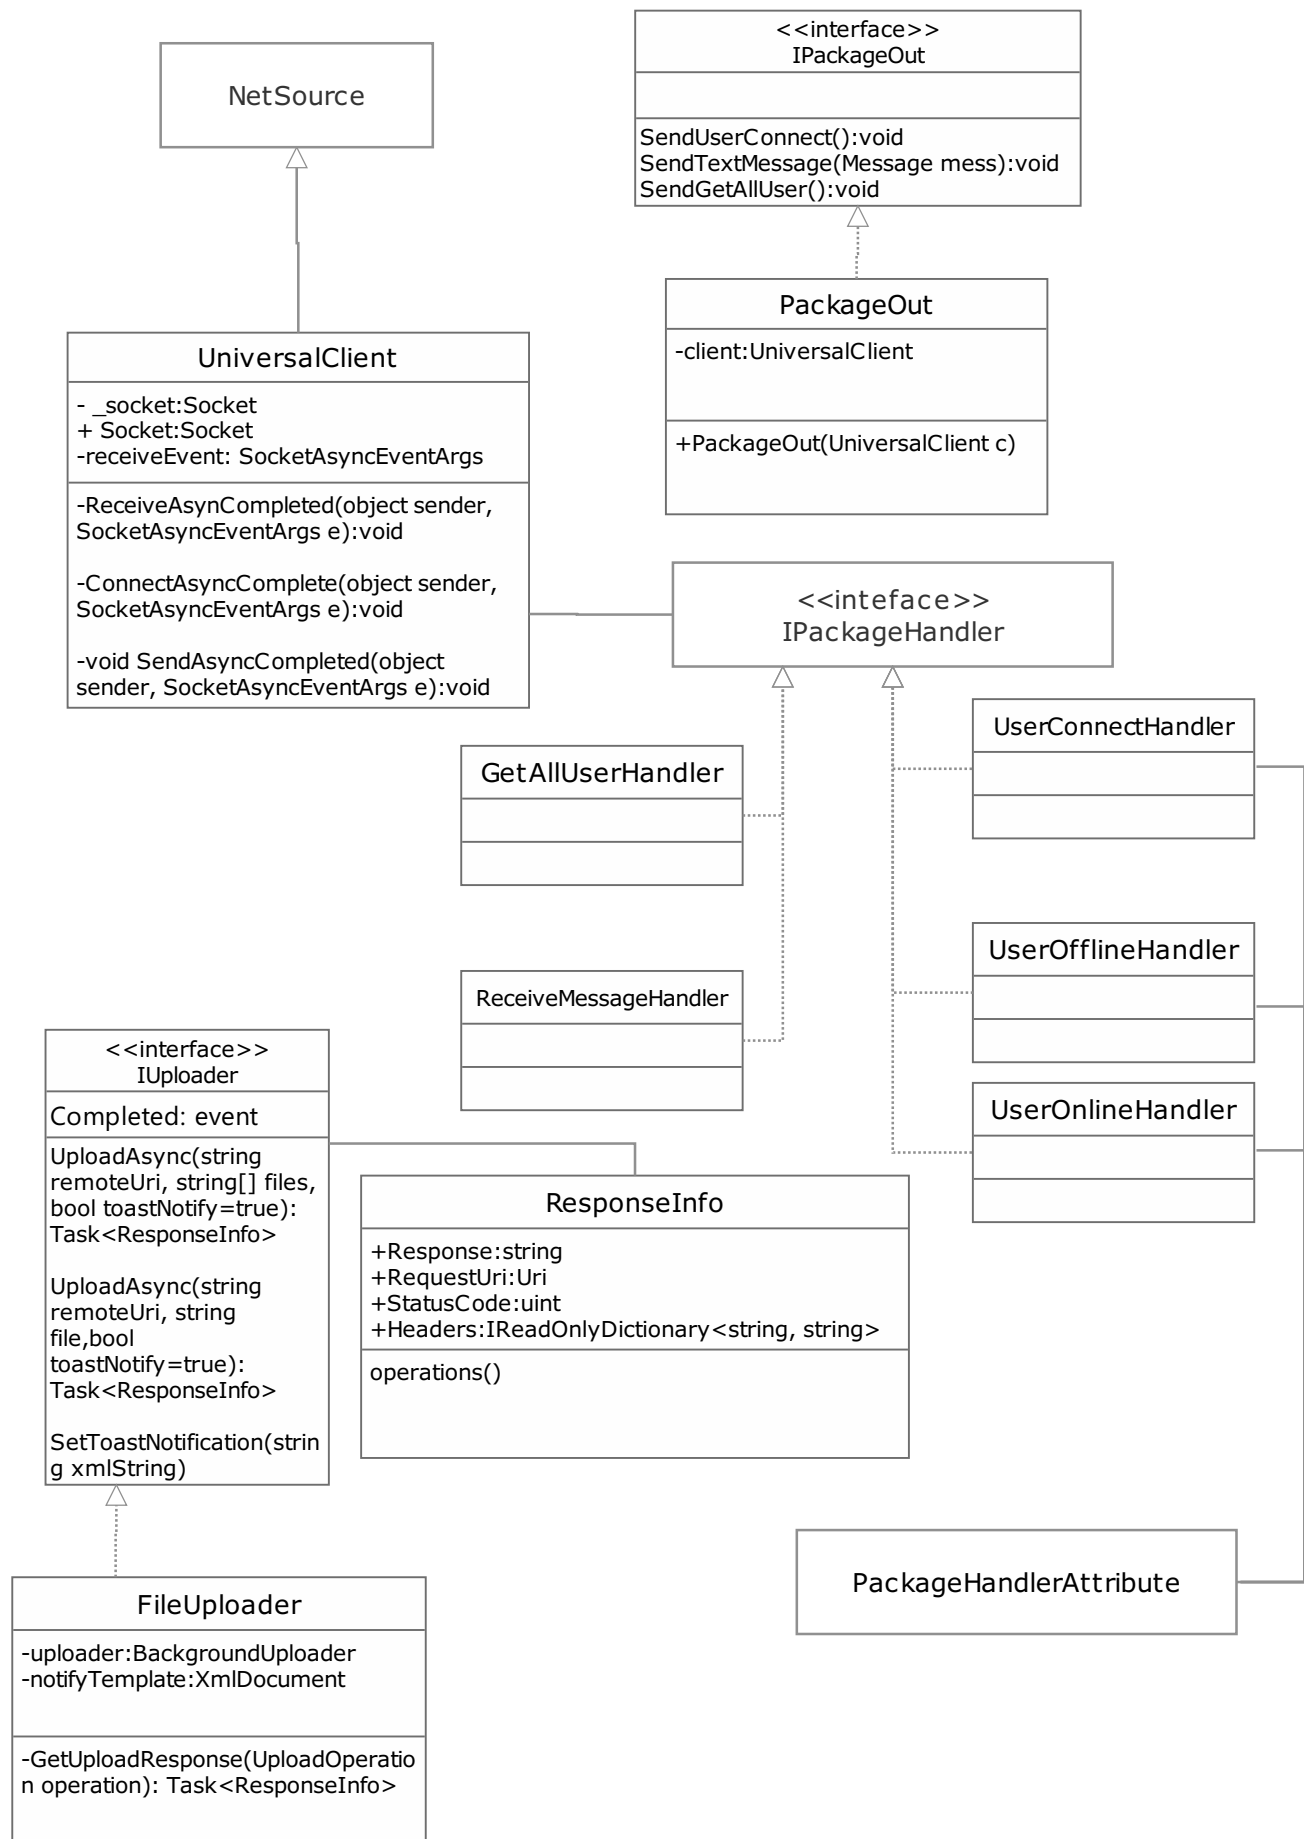 NetSource
<<interface>>
IPackageOut
SendUserConnect():void
SendTextMessage(Message mess):void
SendGetAllUser():void
PackageOut
-client:UniversalClient
+PackageOut(UniversalClient c)
UniversalClient
- _socket:Socket
+ Socket:Socket
-receiveEvent: SocketAsyncEventArgs
-ReceiveAsynCompleted(object sender,
SocketAsyncEventArgs e):void
-ConnectAsyncComplete(object sender,
SocketAsyncEventArgs e):void
-void SendAsyncCompleted(object
sender, SocketAsyncEventArgs e):void
<<inteface>>
IPackageHandler
GetAllUserHandler
UserConnectHandler
ReceiveMessageHandler
UserOfflineHandler
UserOnlineHandler
<<interface>>
IUploader
Completed: event
UploadAsync(string
remoteUri, string[] files,
bool toastNotify=true):
Task<ResponseInfo>
UploadAsync(string
remoteUri, string
file,bool
toastNotify=true):
Task<ResponseInfo>
SetToastNotification(strin
g xmlString)
ResponseInfo
+Response:string
+RequestUri:Uri
+StatusCode:uint
+Headers:IReadOnlyDictionary<string, string>
operations()
PackageHandlerAttribute
FileUploader
-uploader:BackgroundUploader
-notifyTemplate:XmlDocument
-GetUploadResponse(UploadOperatio
n operation): Task<ResponseInfo>